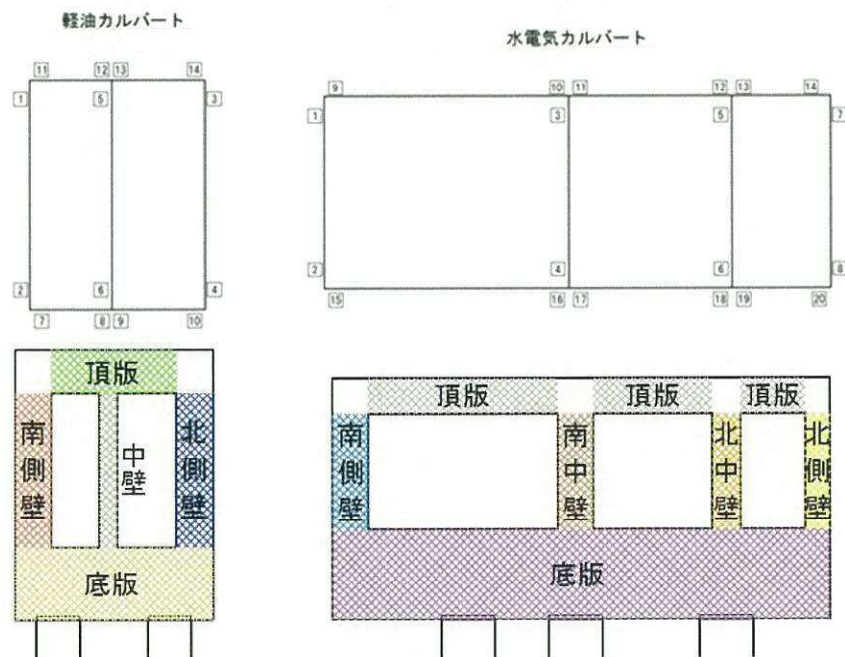 軽油カルバート
11 12 13 14
1 5 3
2 6 4
7 8 9 10
水電気カルバート
9 10 11 12 13 14
1 3 5 7
2 4 6 8
15 16 17 18 19 20
頂版
南側壁
中壁
北側壁
底版
頂版 頂版 頂版
南側壁
南中壁
北中壁
北側壁
底版